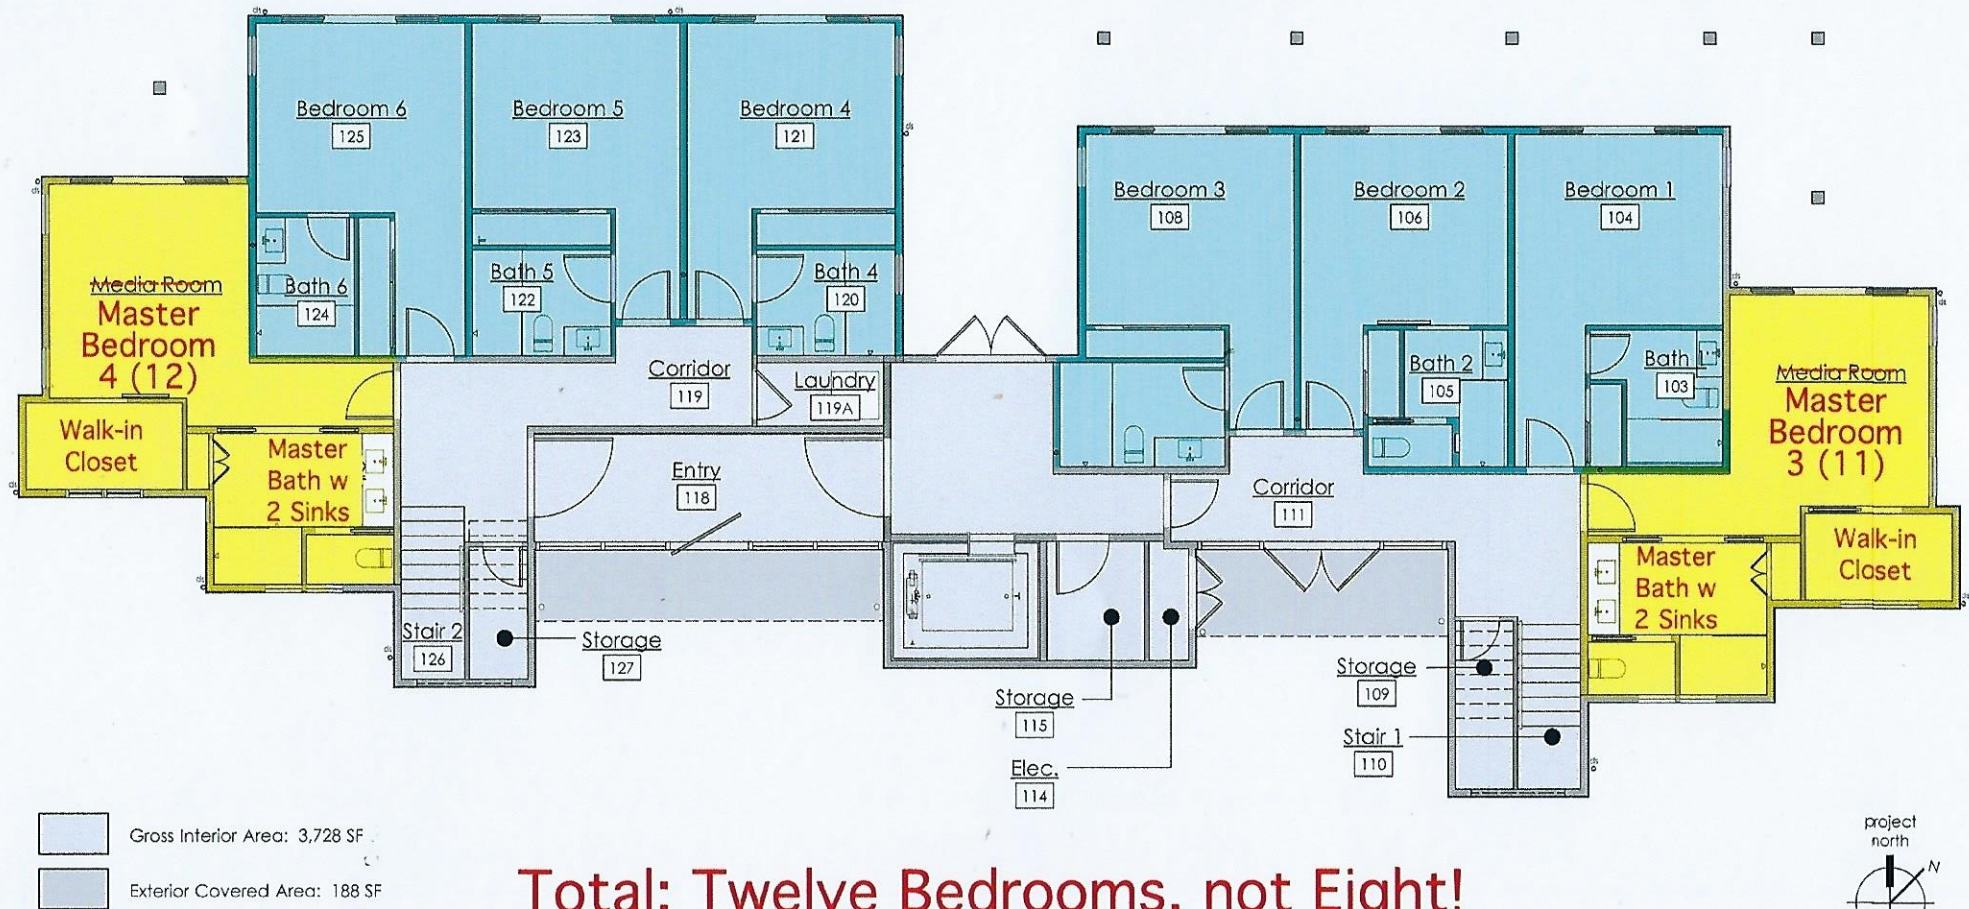 Bedroom 6
125
Bedroom 5
123
Bedroom 4
121
Bedroom 3
108
Bedroom 2
106
Bedroom 1
104
Media Room
Master
Bedroom
4 (12)
Bath 6
124
Bath 5
122
Bath 4
120
Corridor
119
Laundry
119A
Bath 2
105
Bath 1
103
Media Room
Master
Bedroom
3 (11)
Walk-in
Closet
Master
Bath w
2 Sinks
Entry
118
Corridor
111
Master
Bath w
2 Sinks
Walk-in
Closet
Stair 2
126
Storage
127
Storage
115
Elec.
114
Storage
109
Stair 1
110
Gross Interior Area: 3,728 SF
Exterior Covered Area: 188 SF
Total: Twelve Bedrooms, not Eight!
project
north
N